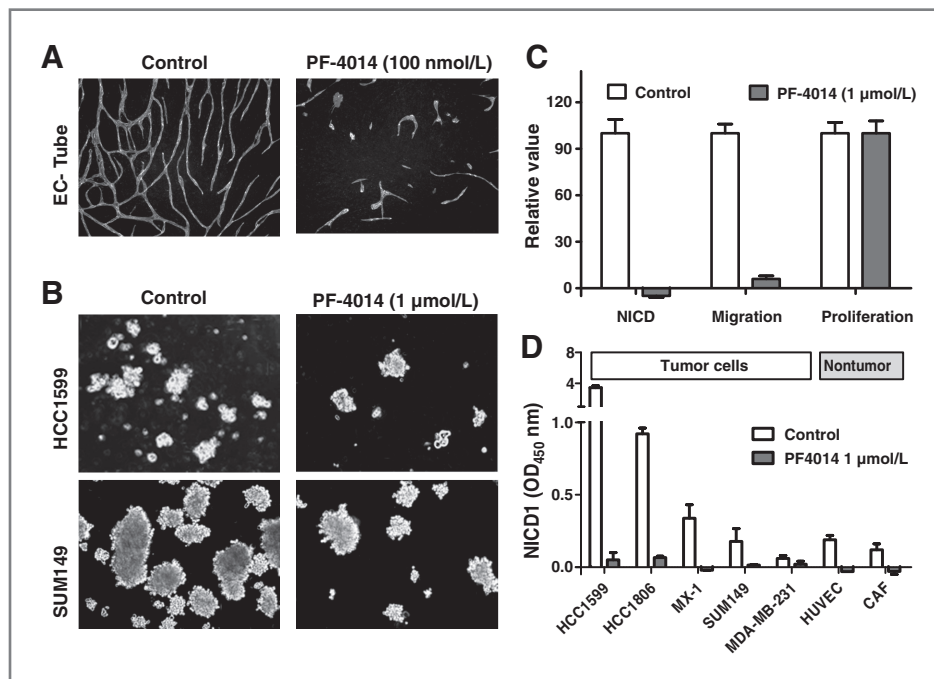 A
Control
PF-4014 (100 nmol/L)
EC- Tube
B
Control
PF-4014 (1 µmol/L)
HCC1599
SUM149
C
Control
PF-4014 (1 µmol/L)
Relative value
120
90
60
30
0
NICD
Migration
Proliferation
D
8
4
1.0
0.5
0.0
Tumor cells
Nontumor
Control
PF4014 1 µmol/L
NICD1 (OD450 nm)
HCC1599
HCC1806
MX-1
SUM149
MDA-MB-231
HUVEC
CAF